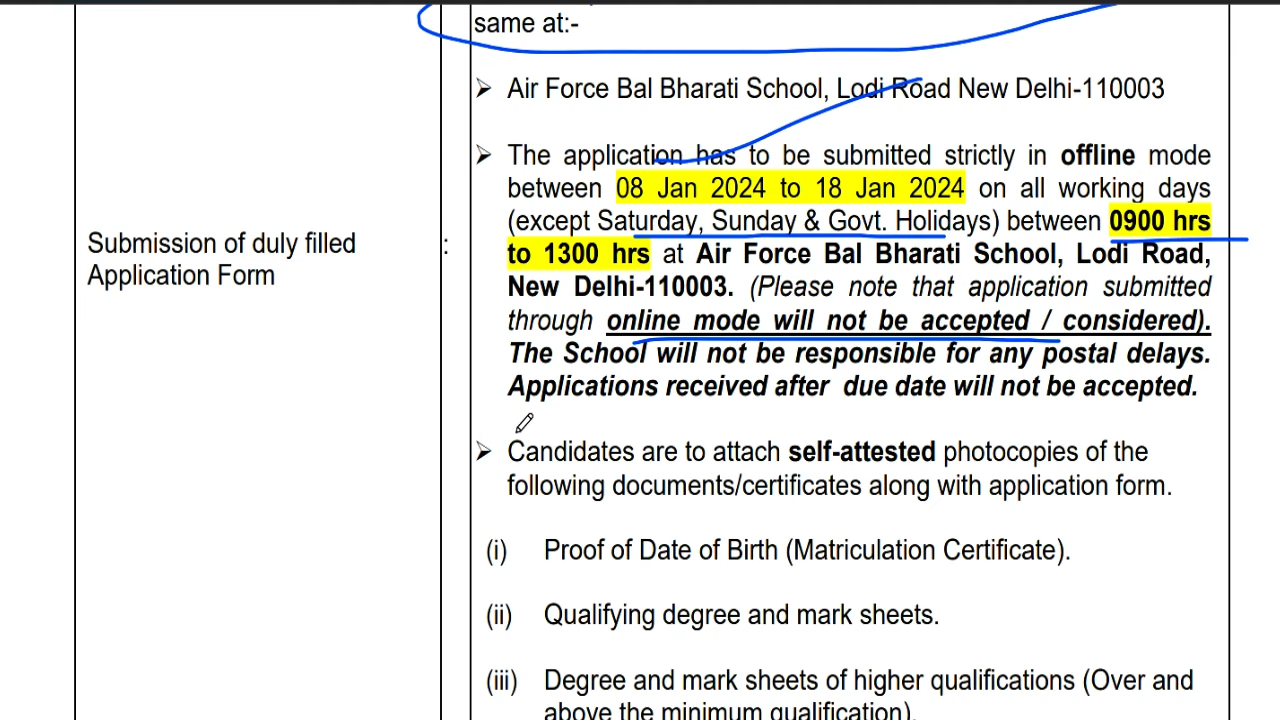 same at:-
➢ Air Force Bal Bharati School, Lodi Road New Delhi-110003
➢ The application has to be submitted strictly in offline mode
between 08 Jan 2024 to 18 Jan 2024 on all working days
(except Saturday, Sunday & Govt. Holidays) between 0900 hrs
Submission of duly filled
Application Form
:
to 1300 hrs at Air Force Bal Bharati School, Lodi Road,
New Delhi-110003. (Please note that application submitted
through online mode will not be accepted / considered).
The School will not be responsible for any postal delays.
Applications received after due date will not be accepted.
➢ Candidates are to attach self-attested photocopies of the
following documents/certificates along with application form.
(i) Proof of Date of Birth (Matriculation Certificate).
(ii) Qualifying degree and mark sheets.
(iii) Degree and mark sheets of higher qualifications (Over and
above the minimum qualification).